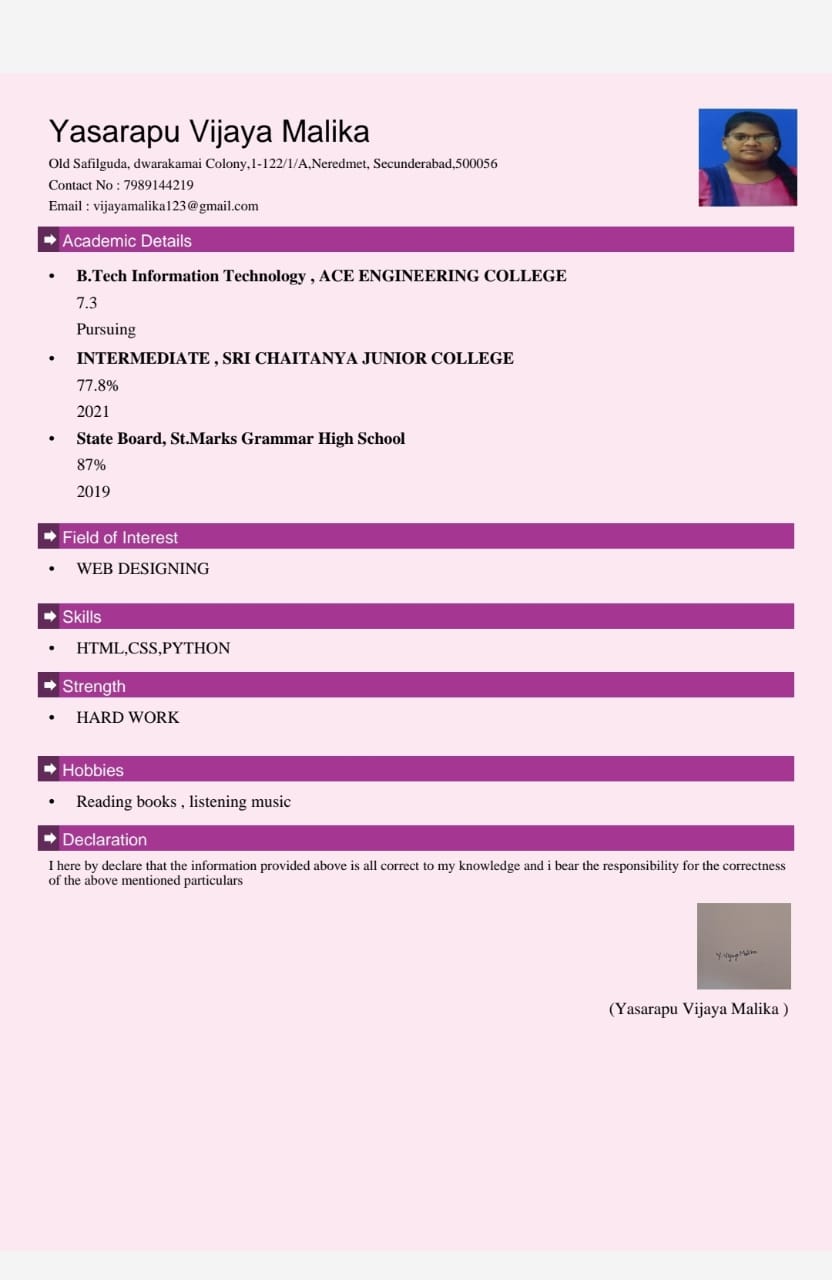 Yasarapu Vijaya Malika
Old Safilguda, dwarakamai Colony,1-122/1/A,Neredmet, Secunderabad,500056
Contact No : 7989144219
Email : vijayamalika123@gmail.com
Academic Details
• B.Tech Information Technology , ACE ENGINEERING COLLEGE
7.3
Pursuing
• INTERMEDIATE , SRI CHAITANYA JUNIOR COLLEGE
77.8%
2021
• State Board, St.Marks Grammar High School
87%
2019
Field of Interest
• WEB DESIGNING
Skills
• HTML,CSS,PYTHON
Strength
• HARD WORK
Hobbies
• Reading books , listening music
Declaration
I here by declare that the information provided above is all correct to my knowledge and i bear the responsibility for the correctness
of the above mentioned particulars
Y. Vijaya Malika
(Yasarapu Vijaya Malika )